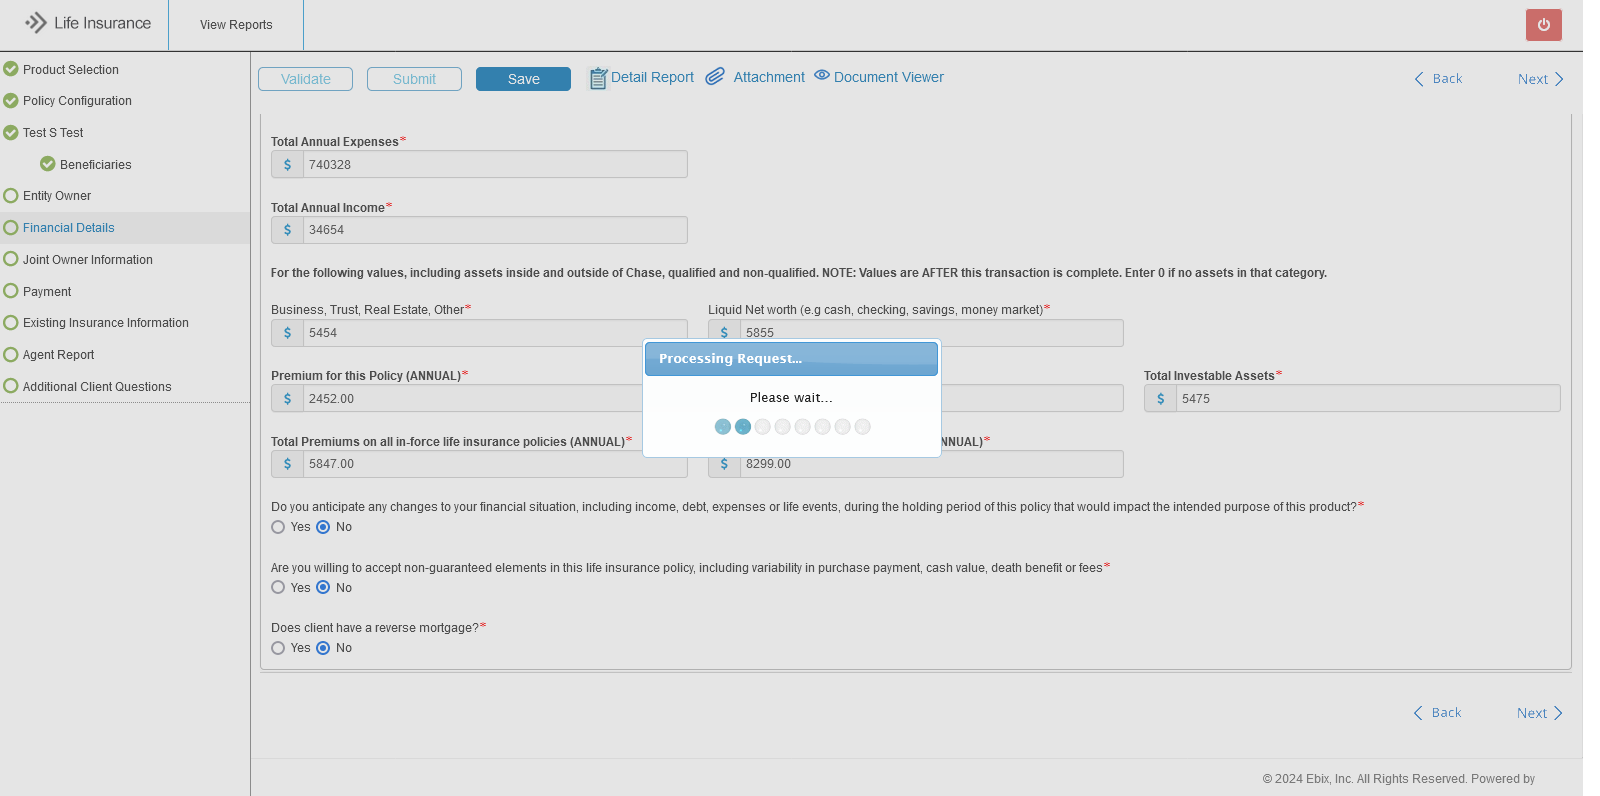 Life Insurance
View Reports
Product Selection
Policy Configuration
Test S Test
Beneficiaries
Entity Owner
Financial Details
Joint Owner Information
Payment
Existing Insurance Information
Agent Report
Additional Client Questions
Validate
Submit
Save
Detail Report
Attachment
Document Viewer
Back
Next
Total Annual Expenses*
$ 740328
Total Annual Income*
$ 34654
For the following values, including assets inside and outside of Chase, qualified and non-qualified. NOTE: Values are AFTER this transaction is complete. Enter 0 if no assets in that category.
Business, Trust, Real Estate, Other*
$ 5454
Liquid Net worth (e.g cash, checking, savings, money market)*
$ 5855
Premium for this Policy (ANNUAL)*
$ 2452.00
Total Investable Assets*
$ 5475
Total Premiums on all in-force life insurance policies (ANNUAL)*
$ 5847.00
NNUAL)*
$ 8299.00
Processing Request...
Please wait...
Do you anticipate any changes to your financial situation, including income, debt, expenses or life events, during the holding period of this policy that would impact the intended purpose of this product?*
Yes No
Are you willing to accept non-guaranteed elements in this life insurance policy, including variability in purchase payment, cash value, death benefit or fees*
Yes No
Does client have a reverse mortgage?*
Yes No
Back
Next
© 2024 Ebix, Inc. All Rights Reserved. Powered by